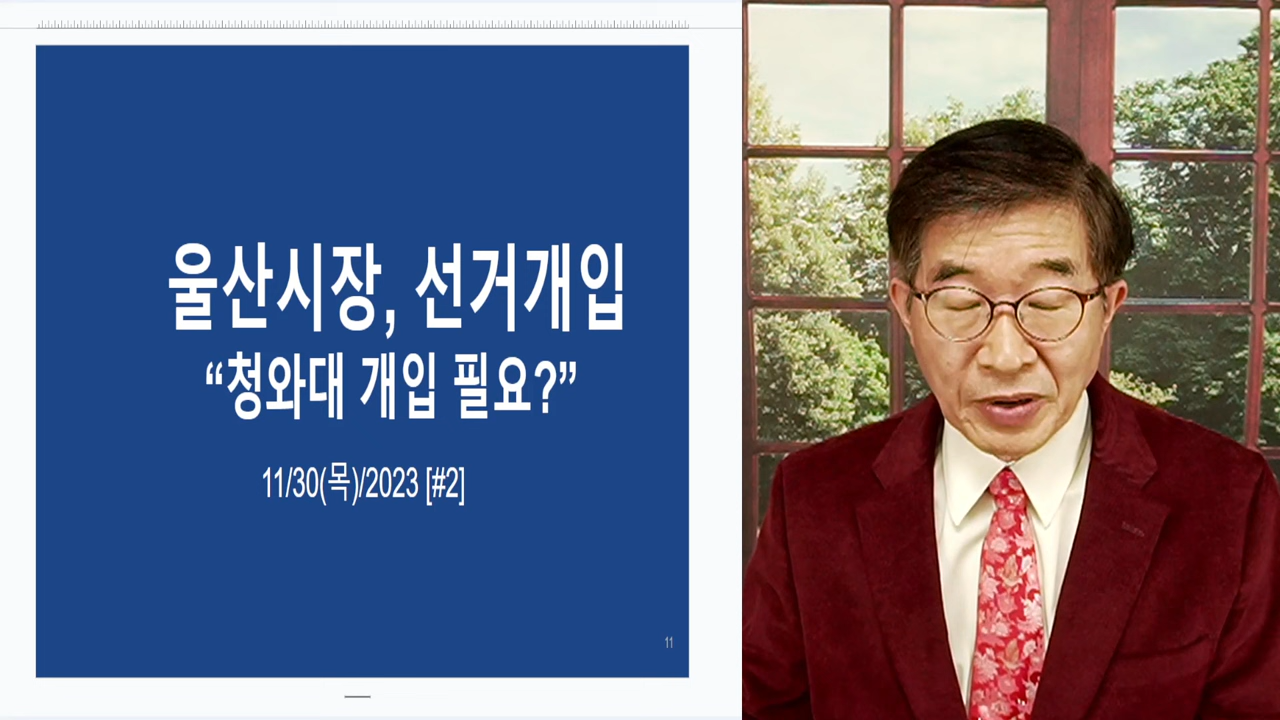 울산시장, 선거개입
“청와대 개입 필요?”
11/30(목)/2023 [#2]
11